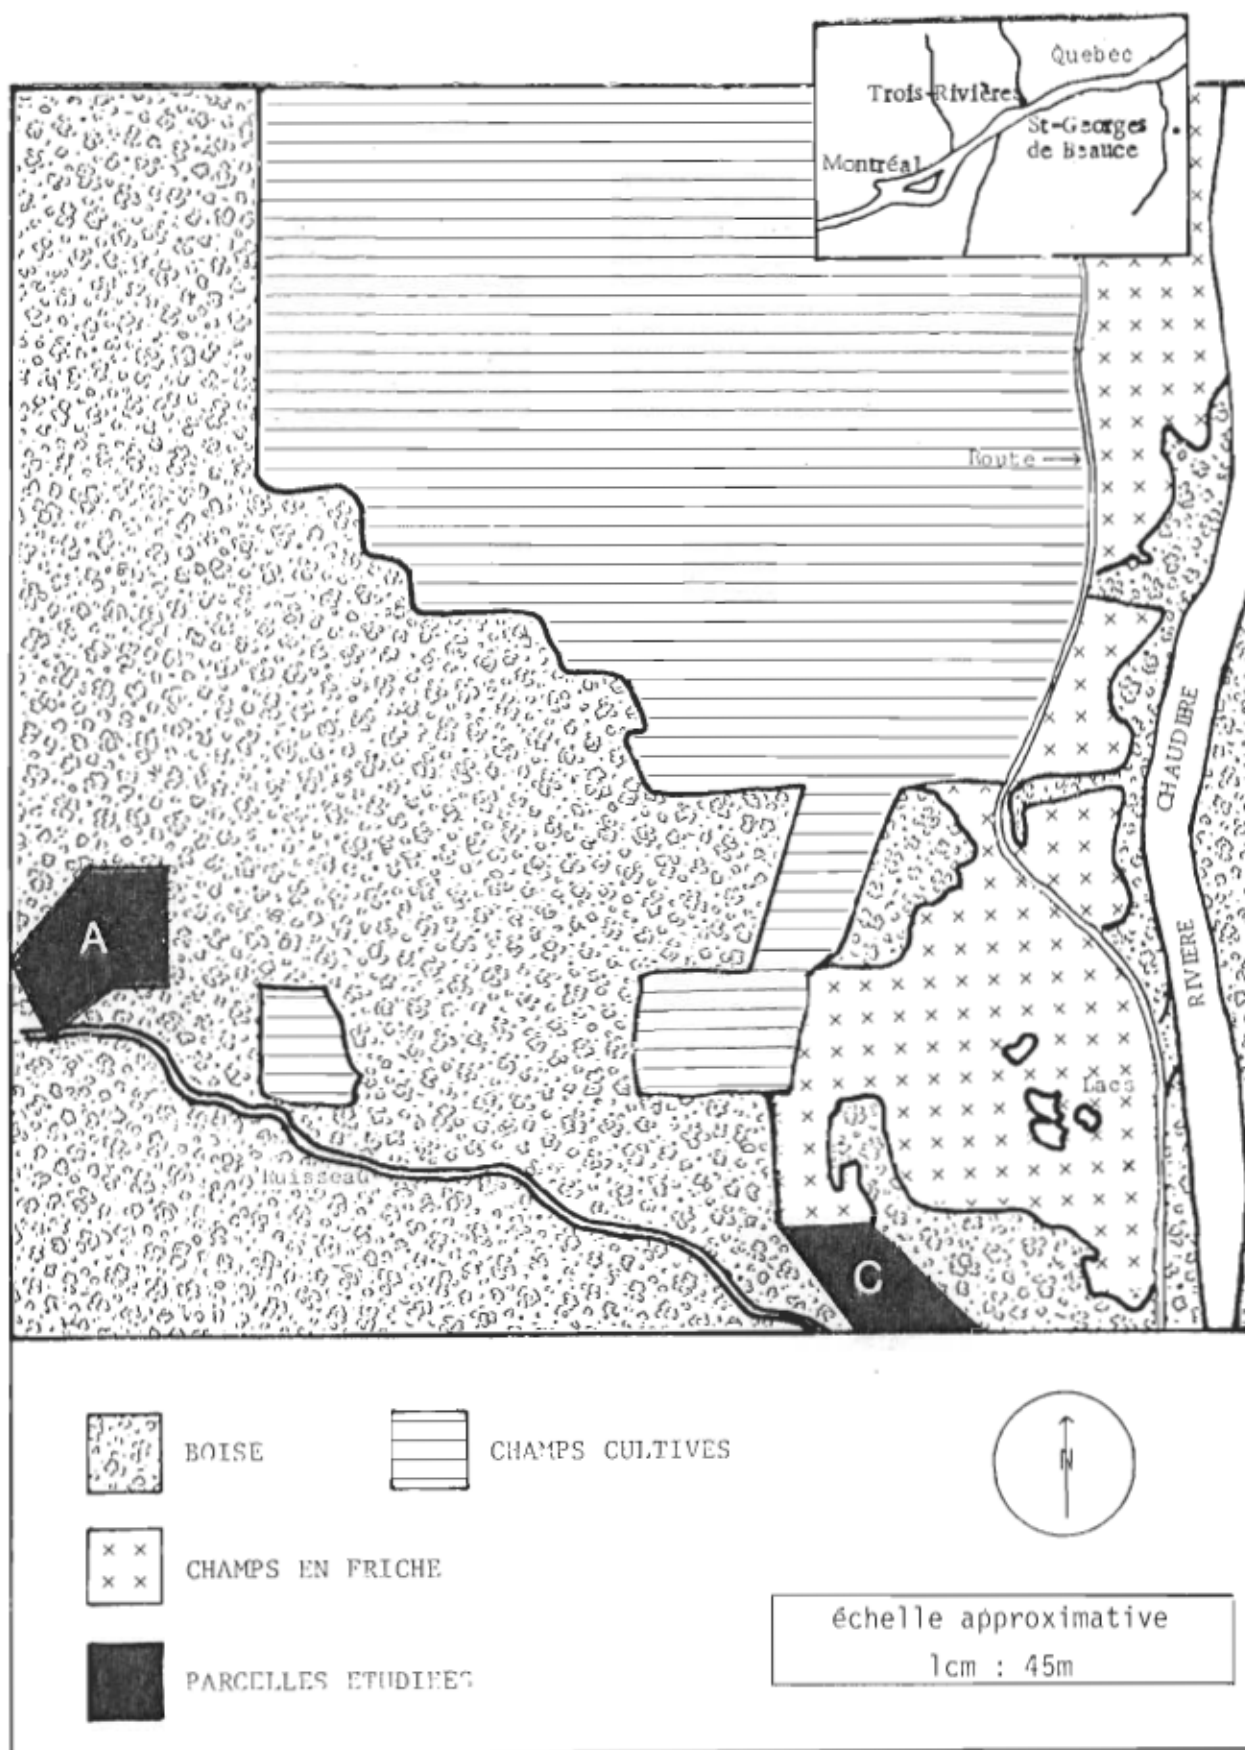 Quebec
Trois-Rivières
St-Georges
de Beauce
Montréal
Route
CHAUDIERE
RIVIERE
A
Lacs
Ruisseau
C
BOISE
CHAMPS CULTIVES
N
CHAMPS EN FRICHE
échelle approximative
1cm : 45m
PARCELLES ETUDIEES